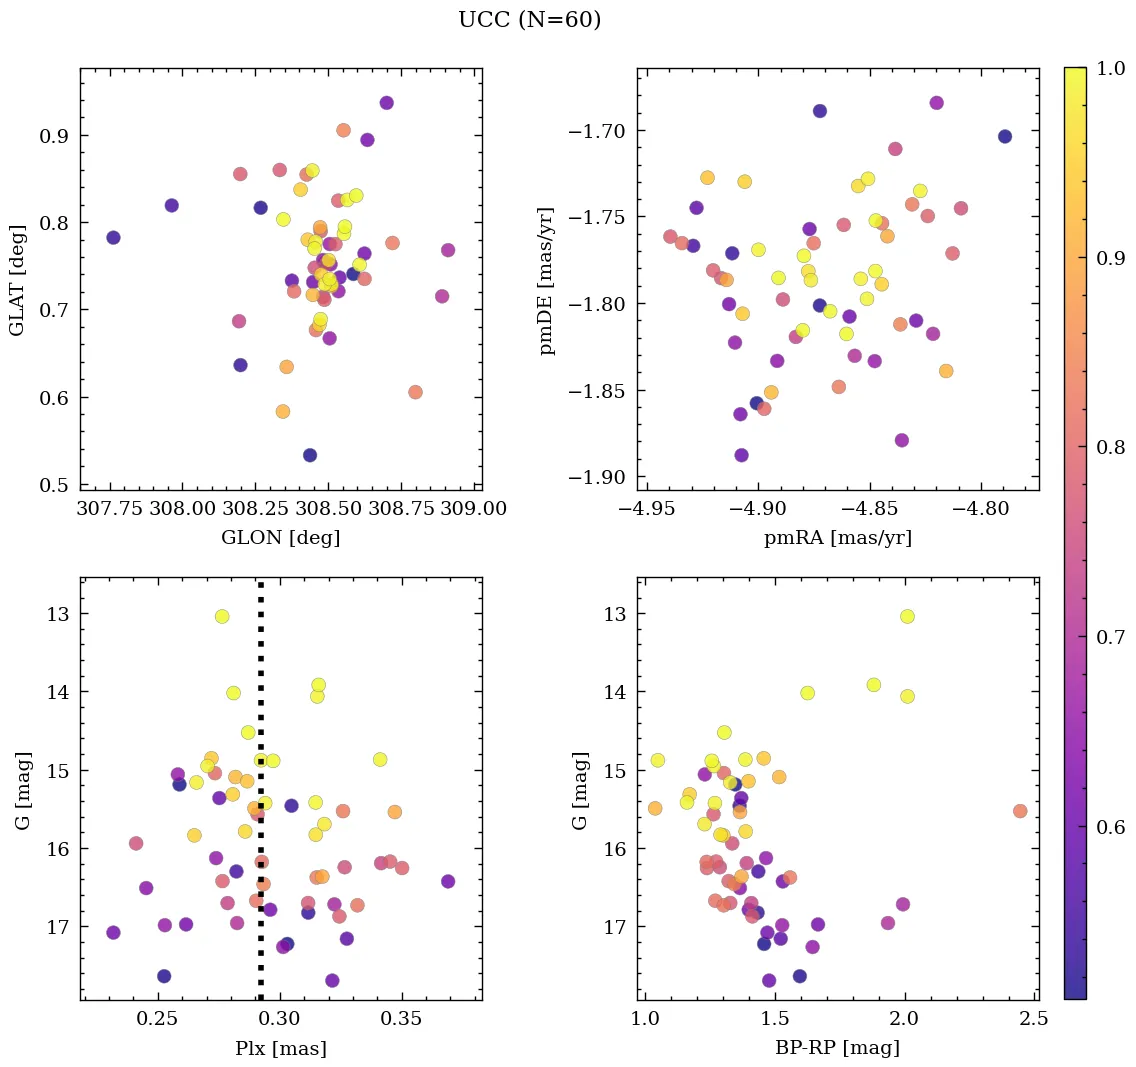 UCC (N=60)
0.9
0.8
0.7
0.6
0.5
GLAT [deg]
307.75 308.00 308.25 308.50 308.75 309.00
GLON [deg]
−1.70
−1.75
−1.80
−1.85
−1.90
pmDE [mas/yr]
−4.95 −4.90 −4.85 −4.80
pmRA [mas/yr]
13
14
15
16
17
G [mag]
0.25 0.30 0.35
Plx [mas]
13
14
15
16
17
G [mag]
1.0 1.5 2.0 2.5
BP-RP [mag]
1.0
0.9
0.8
0.7
0.6